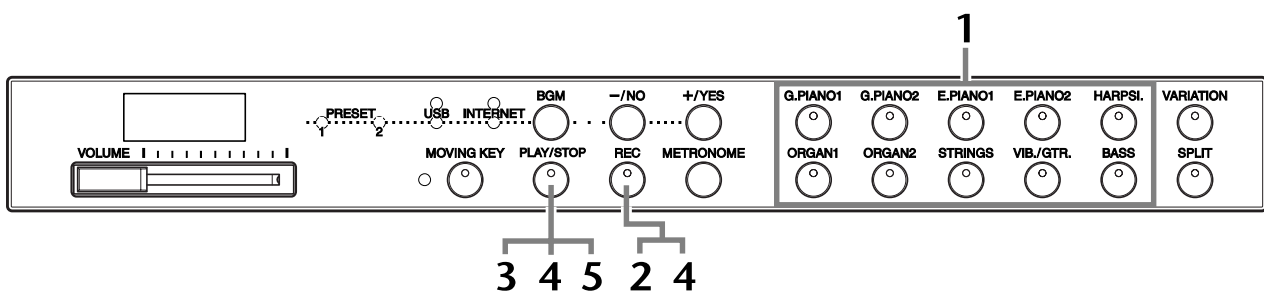 1
BGM −/NO +/YES G.PIANO1 G.PIANO2 E.PIANO1 E.PIANO2 HARPSI. VARIATION
PRESET USB INTERNET
1 2
VOLUME MOVING KEY PLAY/STOP REC METRONOME ORGAN1 ORGAN2 STRINGS VIB./GTR. BASS SPLIT
3 4 5 2 4